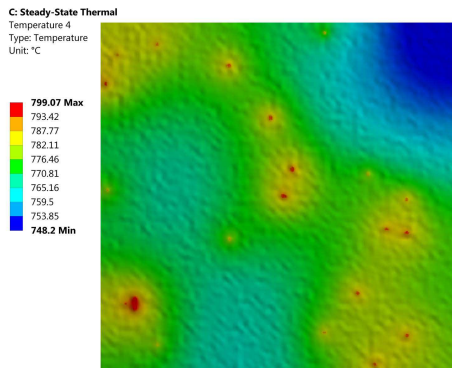 C: Steady-State Thermal
Temperature 4
Type: Temperature
Unit: °C
799.07 Max
793.42
787.77
782.11
776.46
770.81
765.16
759.5
753.85
748.2 Min